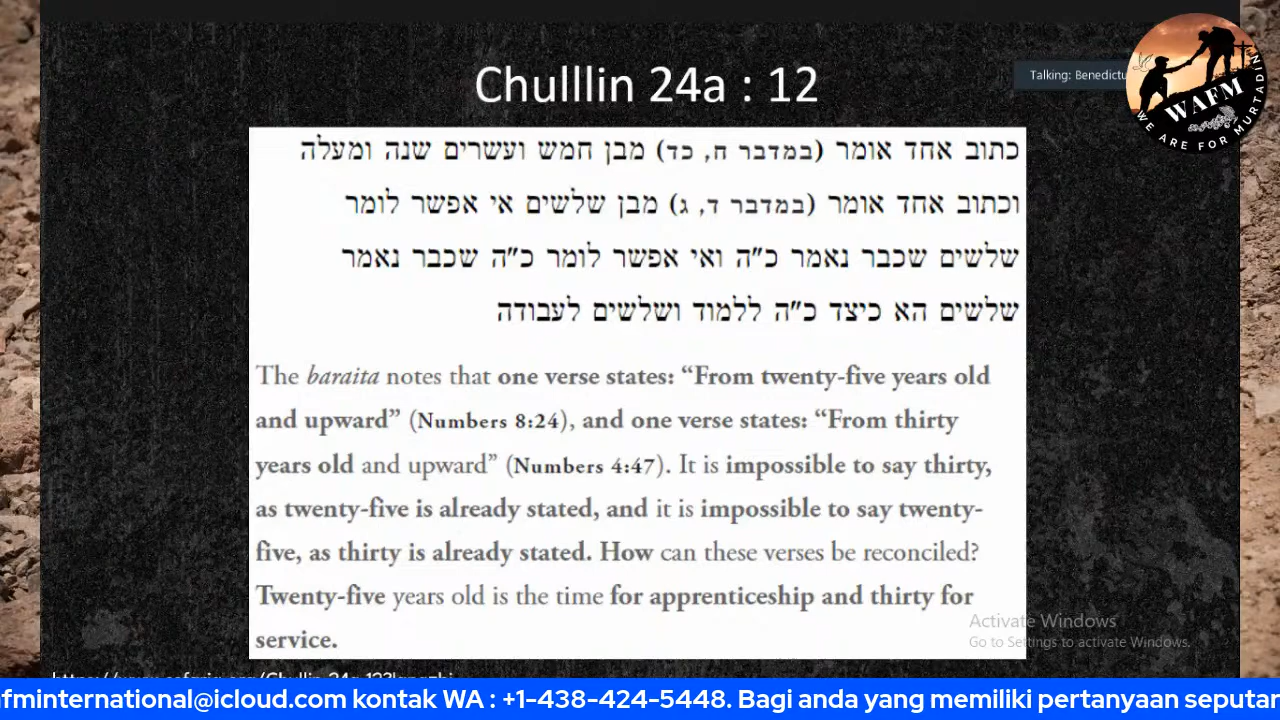 Chulllin 24a : 12
Talking: Benedictu
WAFM
WE ARE FOR MURTADIN
כתוב אחד אומר (במדבר ח, כד) מבן חמש ועשרים שנה ומעלה
וכתוב אחד אומר (במדבר ד, ג) מבן שלשים אי אפשר לומר
שלשים שכבר נאמר כ"ה ואי אפשר לומר כ"ה שכבר נאמר
שלשים הא כיצד כ"ה ללמוד ושלשים לעבודה
The baraita notes that one verse states: “From twenty-five years old
and upward” (Numbers 8:24), and one verse states: “From thirty
years old and upward” (Numbers 4:47). It is impossible to say thirty,
as twenty-five is already stated, and it is impossible to say twenty-
five, as thirty is already stated. How can these verses be reconciled?
Twenty-five years old is the time for apprenticeship and thirty for
service.
Activate Windows
Go to Settings to activate Windows.
afminternational@icloud.com kontak WA : +1-438-424-5448. Bagi anda yang memiliki pertanyaan seputar